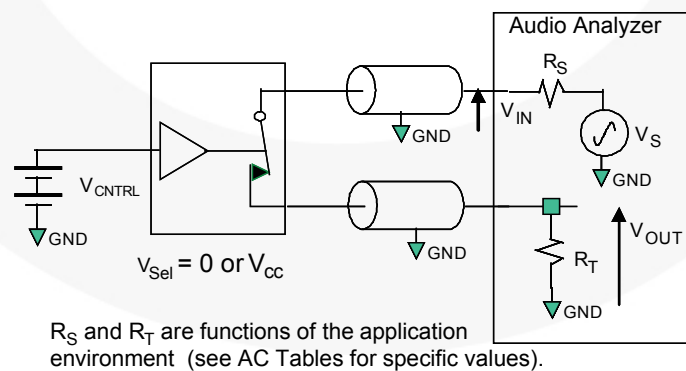 Audio Analyzer
R_S
V_IN
V_S
GND
GND
V_CNTRL
GND
GND
V_OUT
R_T
GND
V_Sel = 0 or V_cc
R_S and R_T are functions of the application
environment (see AC Tables for specific values).